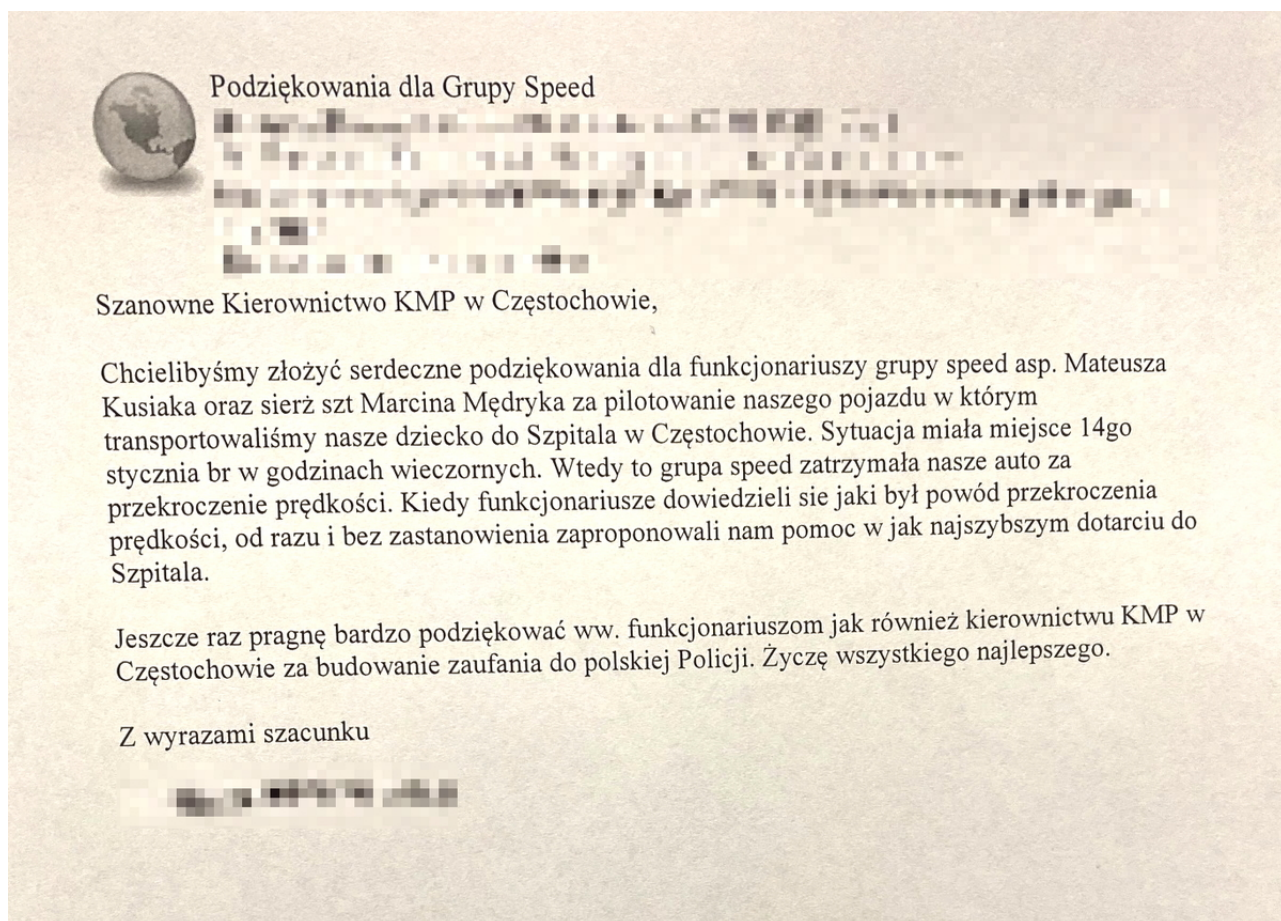 Podziękowania dla Grupy Speed
Szanowne Kierownictwo KMP w Częstochowie,
Chcielibyśmy złożyć serdeczne podziękowania dla funkcjonariuszy grupy speed asp. Mateusza
Kusiaka oraz sierż szt Marcina Mędryka za pilotowanie naszego pojazdu w którym
transportowaliśmy nasze dziecko do Szpitala w Częstochowie. Sytuacja miała miejsce 14go
stycznia br w godzinach wieczornych. Wtedy to grupa speed zatrzymała nasze auto za
przekroczenie prędkości. Kiedy funkcjonariusze dowiedzieli sie jaki był powód przekroczenia
prędkości, od razu i bez zastanowienia zaproponowali nam pomoc w jak najszybszym dotarciu do
Szpitala.
Jeszcze raz pragnę bardzo podziękować ww. funkcjonariuszom jak również kierownictwu KMP w
Częstochowie za budowanie zaufania do polskiej Policji. Życzę wszystkiego najlepszego.
Z wyrazami szacunku